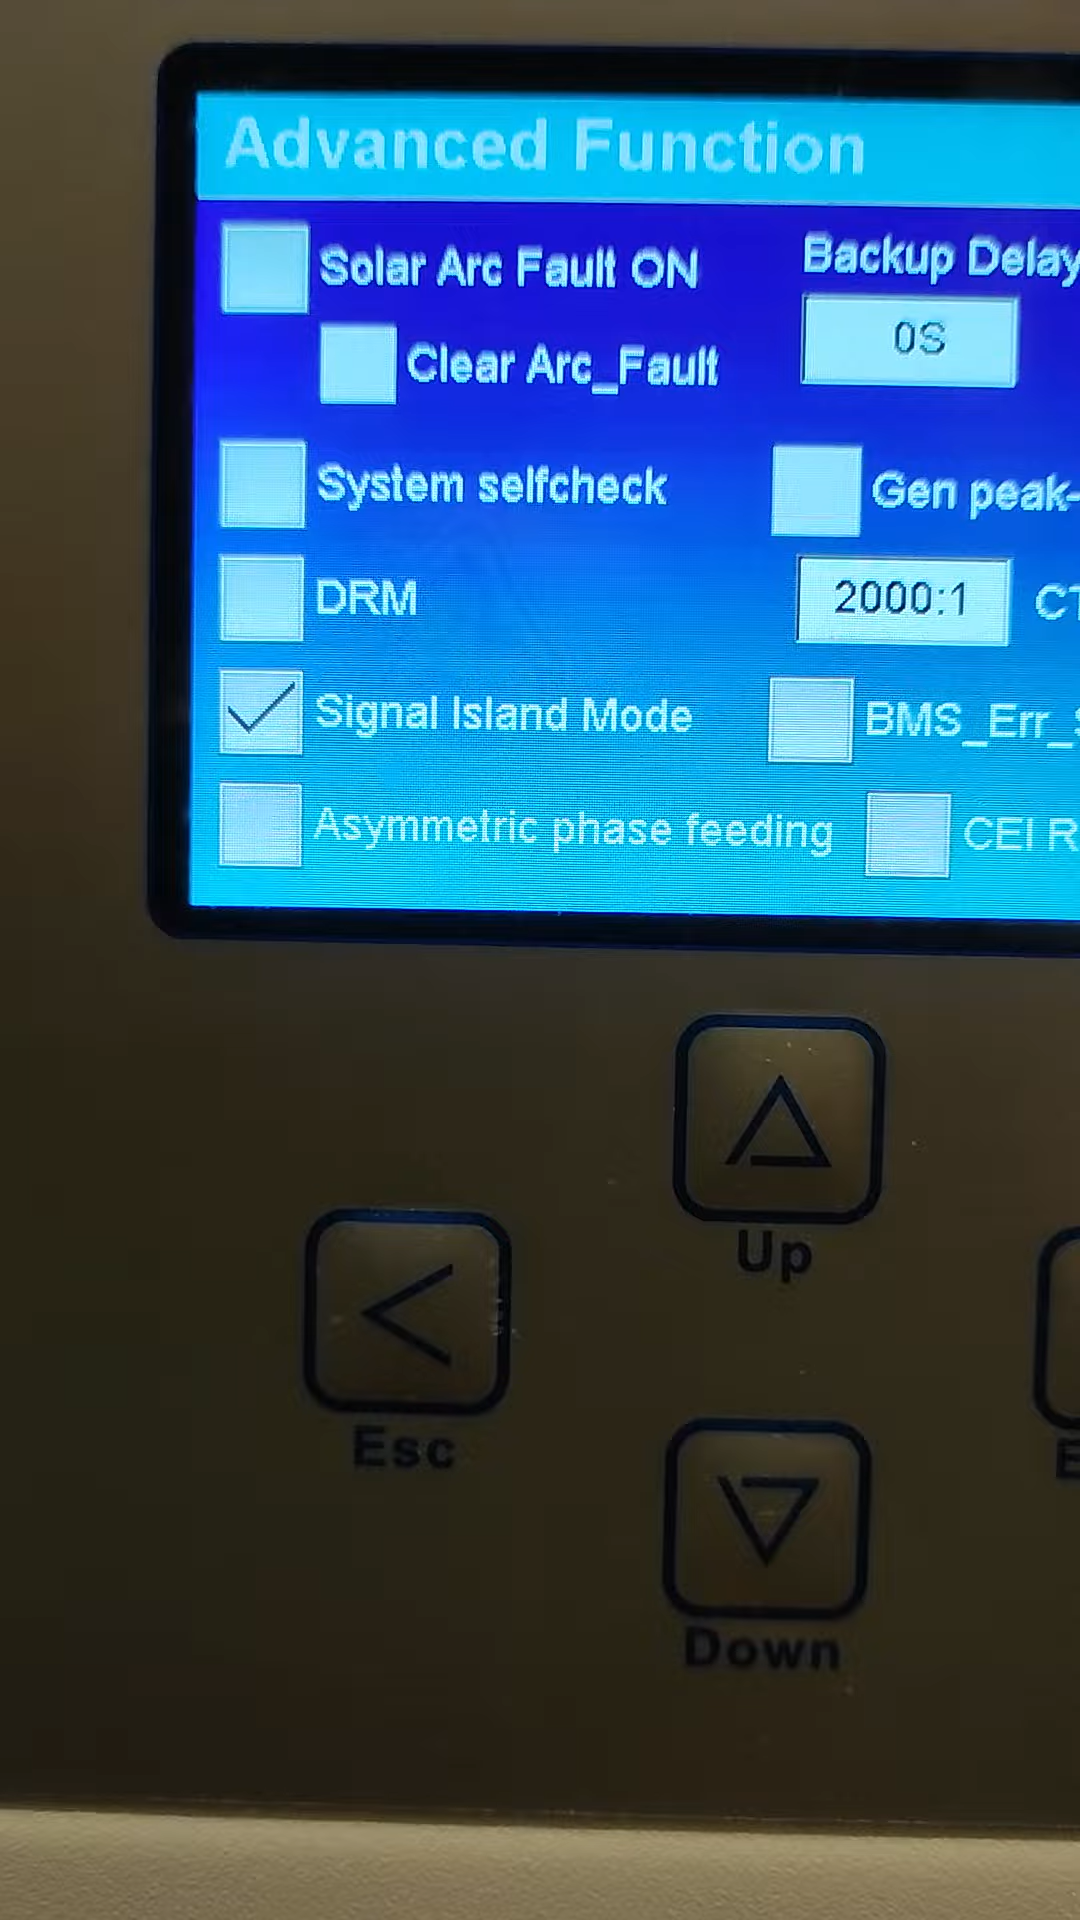 Advanced Function
Solar Arc Fault ON
Backup Delay
0S
Clear Arc_Fault
System selfcheck
Gen peak-
DRM
2000:1
CT
Signal Island Mode
BMS_Err_
Asymmetric phase feeding
CEI R
Up
Esc
Down